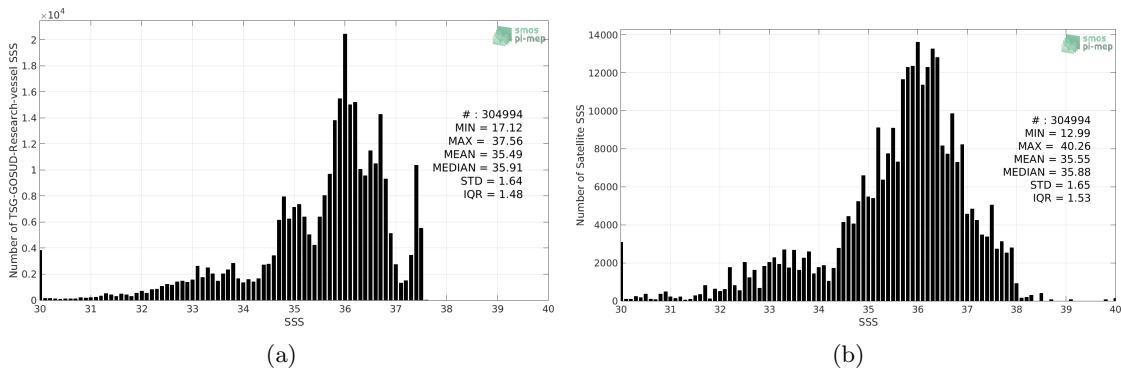 ×10⁴
smos
pi-mep
Number of TSG-GOSUD-Research-vessel SSS
2
1.8
1.6
1.4
1.2
1
0.8
0.6
0.4
0.2
0
# : 304994
MIN = 17.12
MAX = 37.56
MEAN = 35.49
MEDIAN = 35.91
STD = 1.64
IQR = 1.48
30 31 32 33 34 35 36 37 38 39 40
SSS
(a)
smos
pi-mep
Number of Satellite SSS
14000
12000
10000
8000
6000
4000
2000
0
# : 304994
MIN = 12.99
MAX = 40.26
MEAN = 35.55
MEDIAN = 35.88
STD = 1.65
IQR = 1.53
30 31 32 33 34 35 36 37 38 39 40
SSS
(b)